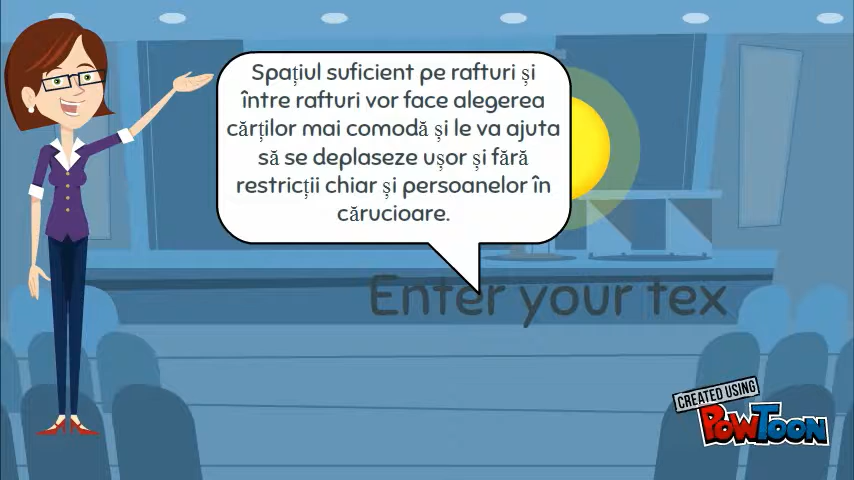 Spațiul suficient pe rafturi și
între rafturi vor face alegerea
cărților mai comodă și le va ajuta
să se deplaseze ușor și fără
restricții chiar și persoanelor în
cărucioare.
Enter your tex
CREATED USING
POWTOON